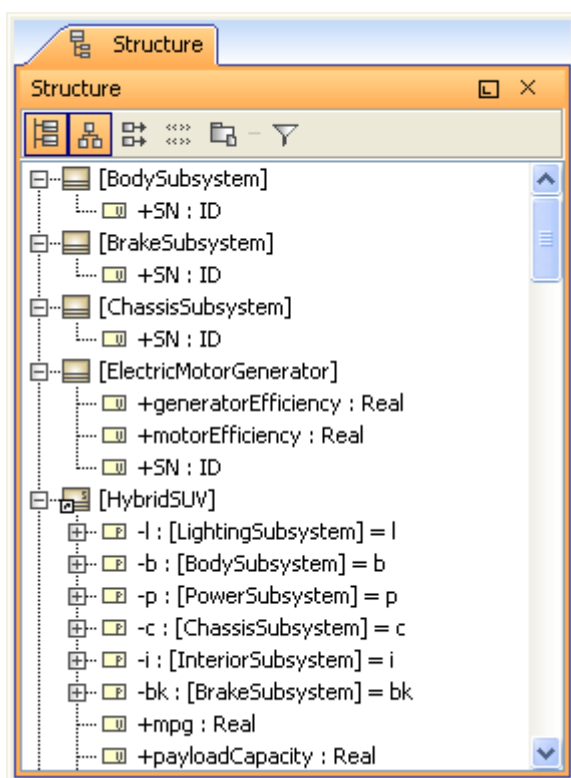 Structure
Structure
[BodySubsystem]
+SN : ID
[BrakeSubsystem]
+SN : ID
[ChassisSubsystem]
+SN : ID
[ElectricMotorGenerator]
+generatorEfficiency : Real
+motorEfficiency : Real
+SN : ID
[HybridSUV]
-l : [LightingSubsystem] = l
-b : [BodySubsystem] = b
-p : [PowerSubsystem] = p
-c : [ChassisSubsystem] = c
-i : [InteriorSubsystem] = i
-bk : [BrakeSubsystem] = bk
+mpg : Real
+payloadCapacity : Real